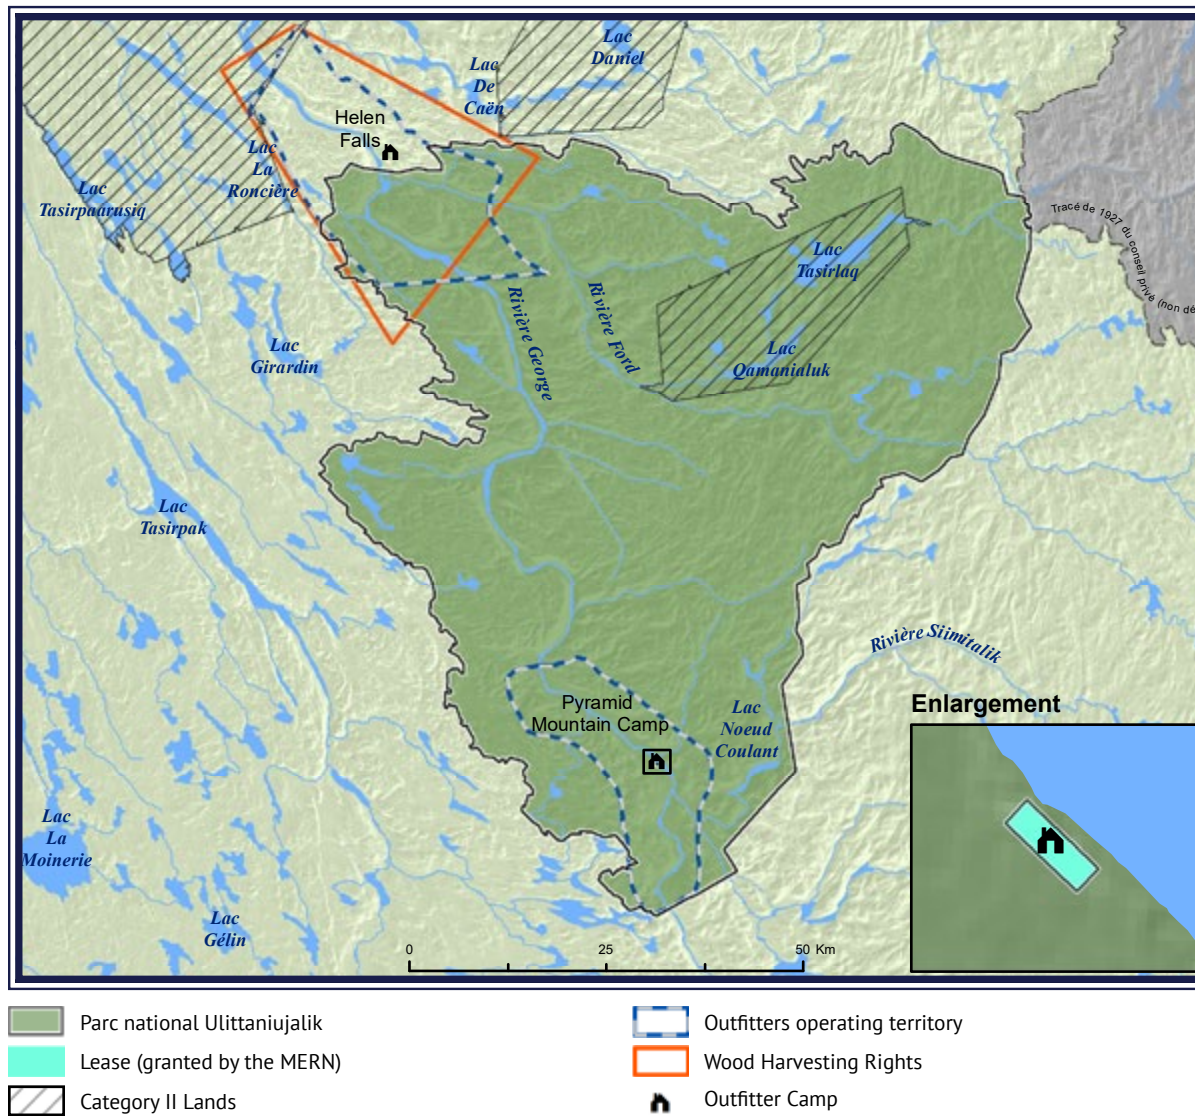 Lac
Daniel
Lac
De
Caën
Helen
Falls
Lac
La
Roncière
Lac
Tasirpaarusiq
Tracé de 1927 du conseil privé (non dé
Lac
Tasirlaq
Rivière George
Rivière Ford
Lac
Girardin
Lac
Qamanialuk
Lac
Tasirpak
Rivière Siimitalik
Pyramid
Mountain Camp
Lac
Noeud
Coulant
Enlargement
Lac
La
Moinerie
Lac
Gélin
0 25 50 Km
Parc national Ulittaniujalik
Lease (granted by the MERN)
Category II Lands
Outfitters operating territory
Wood Harvesting Rights
Outfitter Camp